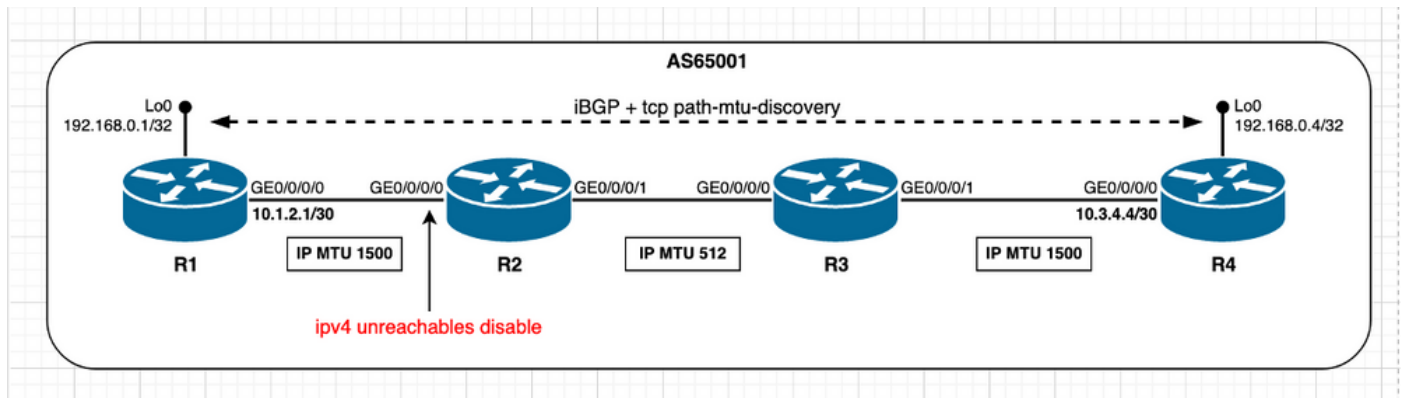 AS65001
iBGP + tcp path-mtu-discovery
Lo0
192.168.0.1/32
Lo0
192.168.0.4/32
GE0/0/0/0
GE0/0/0/0
GE0/0/0/1
GE0/0/0/0
GE0/0/0/1
GE0/0/0/0
10.1.2.1/30
10.3.4.4/30
IP MTU 1500
IP MTU 512
IP MTU 1500
R1
R2
R3
R4
ipv4 unreachables disable